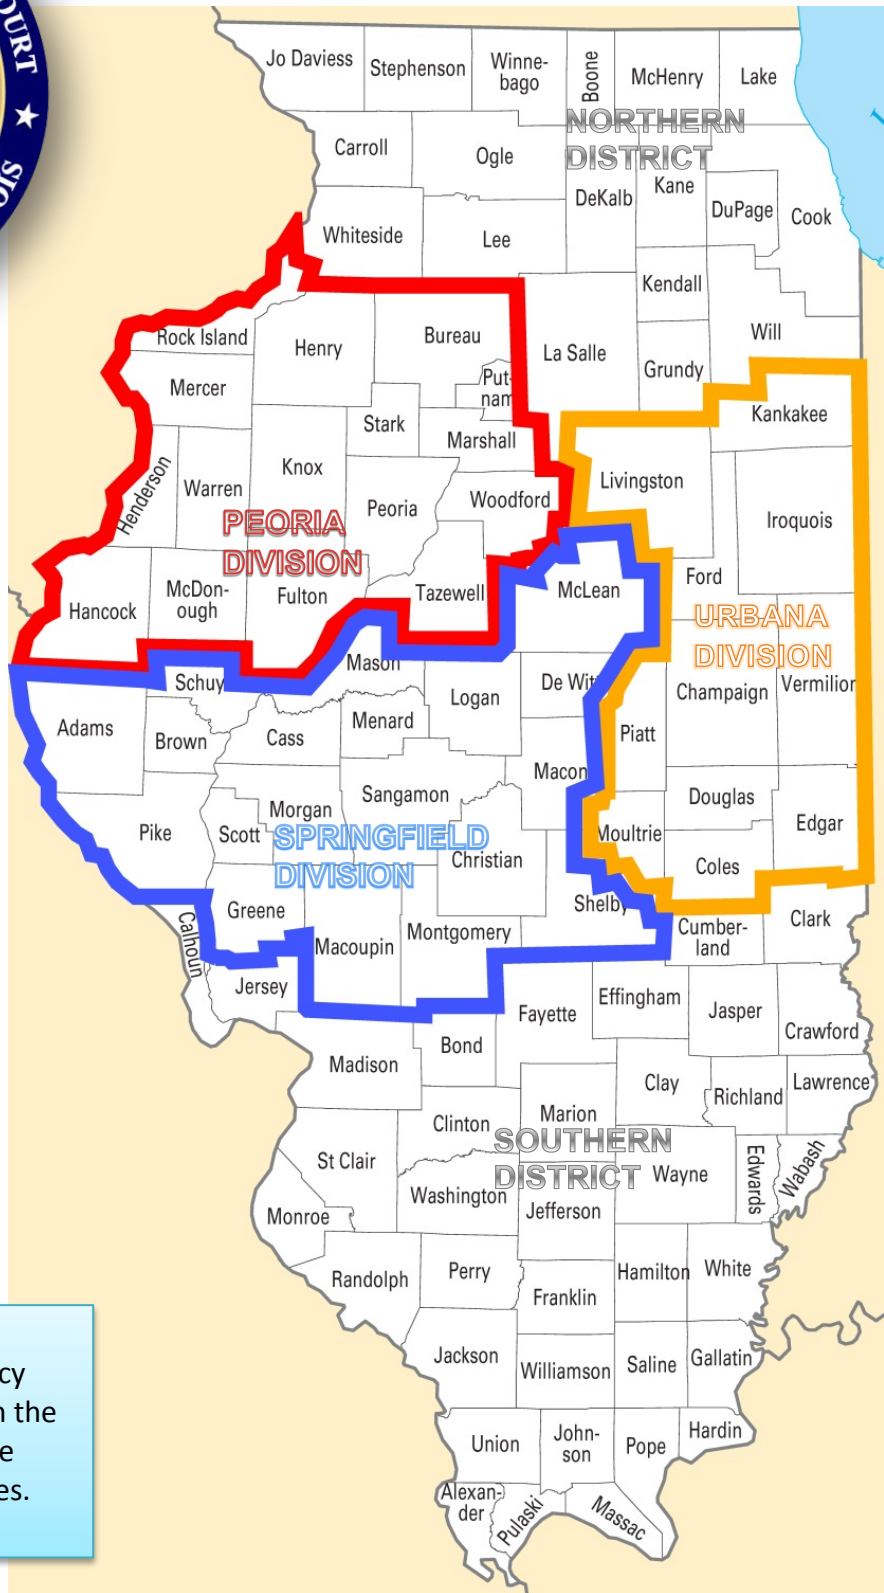 OURT ★
OIS
Jo Daviess
Stephenson
Winne-
bago
Boone
McHenry
Lake
NORTHERN
DISTRICT
Carroll
Ogle
DeKalb
Kane
DuPage
Cook
Whiteside
Lee
Kendall
Rock Island
Henry
Bureau
La Salle
Will
Grundy
Mercer
Put-
nam
Kankakee
Stark
Marshall
Henderson
Warren
Knox
Peoria
Woodford
Livingston
Iroquois
PEORIA
DIVISION
Hancock
McDon-
ough
Fulton
Tazewell
McLean
Ford
URBANA
DIVISION
Mason
Schuy
Logan
De Wit
Champaign
Vermilion
Adams
Brown
Cass
Menard
Piatt
Macon
Sangamon
Douglas
Pike
Scott
Morgan
Moultrie
Edgar
SPRINGFIELD
DIVISION
Christian
Coles
Greene
Shelby
Calhoun
Macoupin
Montgomery
Cumber-
land
Clark
Jersey
Fayette
Effingham
Jasper
Crawford
Madison
Bond
Clay
Richland
Lawrence
Clinton
Marion
SOUTHERN
DISTRICT
St Clair
Washington
Wayne
Edwards
Wabash
Monroe
Jefferson
Randolph
Perry
Hamilton
White
Franklin
Jackson
Williamson
Saline
Gallatin
Union
John-
son
Pope
Hardin
Alexan-
der
Pulaski
Massac
cy
n the
e
es.